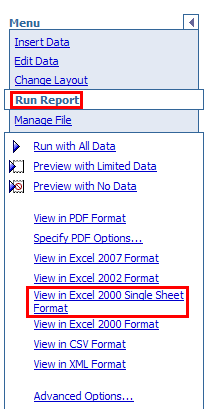 Menu
Insert Data
Edit Data
Change Layout
Run Report
Manage File
Run with All Data
Preview with Limited Data
Preview with No Data
View in PDF Format
Specify PDF Options...
View in Excel 2007 Format
View in Excel 2002 Format
View in Excel 2000 Single Sheet
Format
View in Excel 2000 Format
View in CSV Format
View in XML Format
Advanced Options...